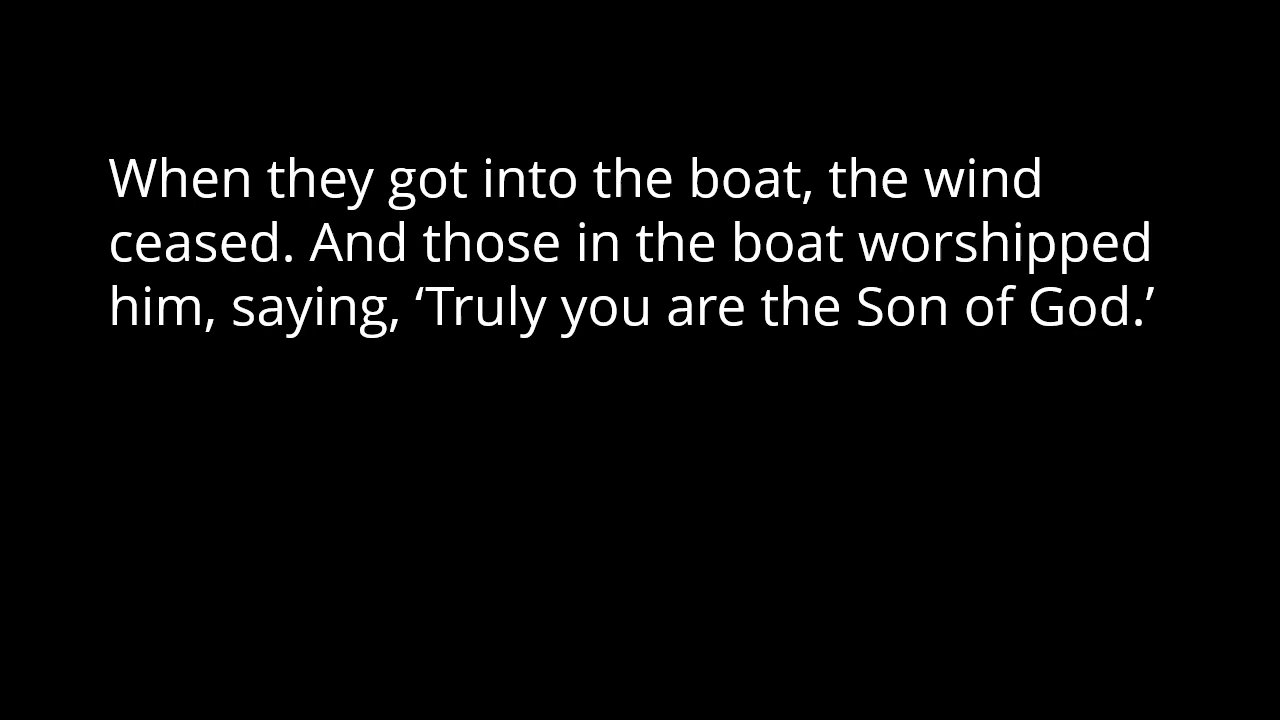 When they got into the boat, the wind
ceased. And those in the boat worshipped
him, saying, ‘Truly you are the Son of God.’